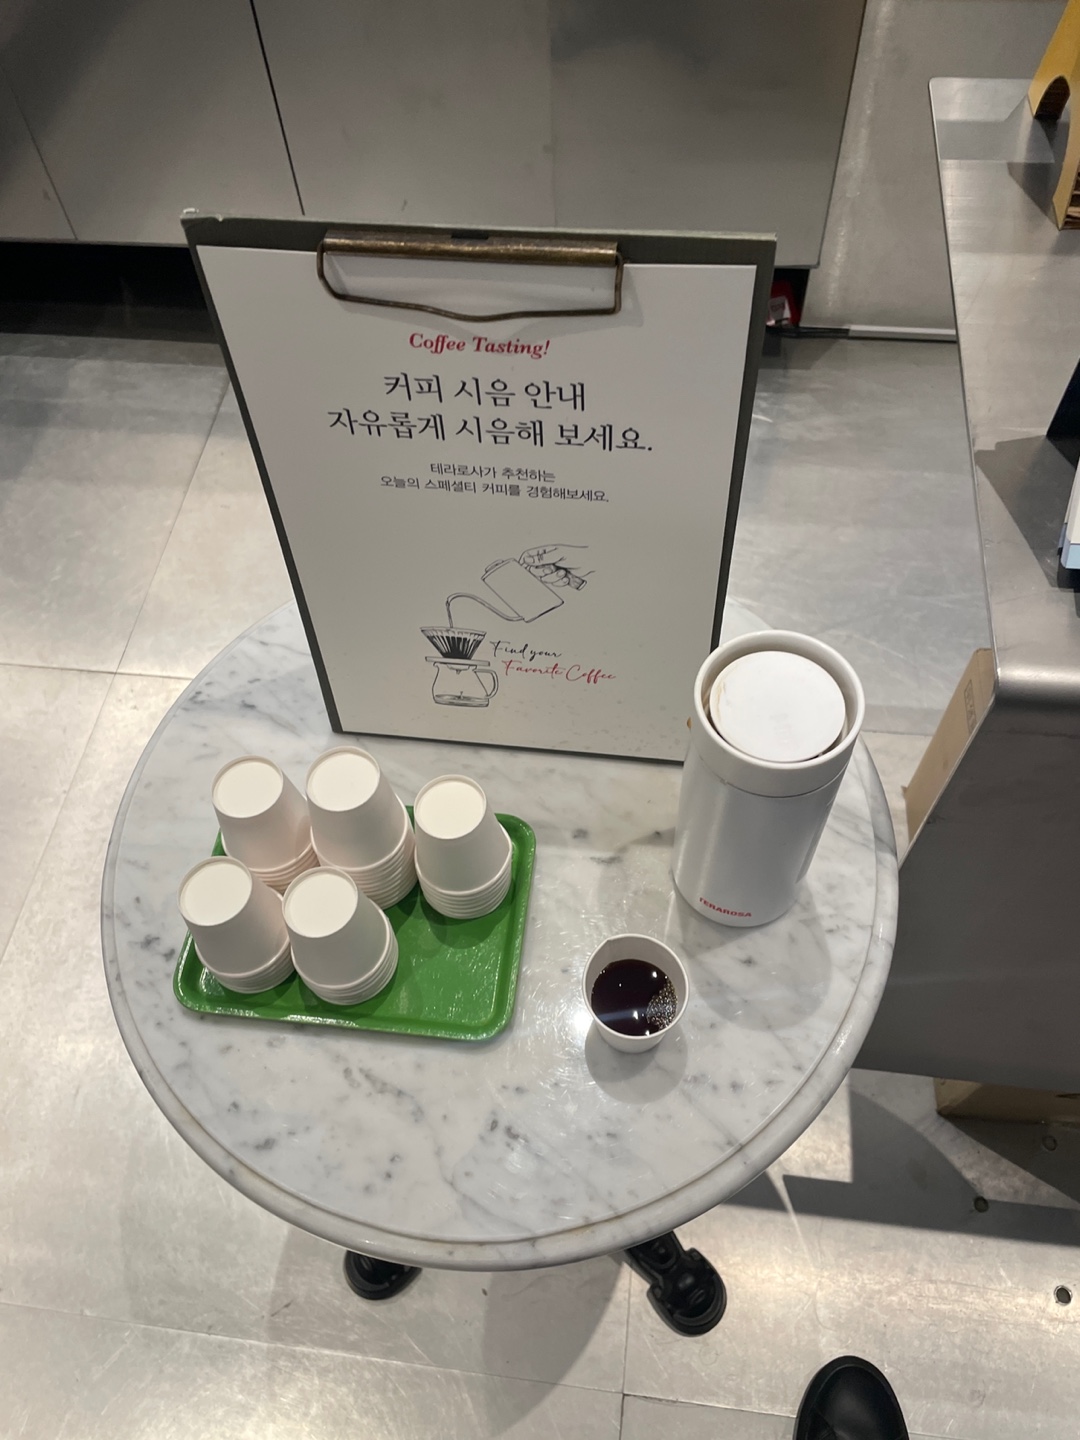 Coffee Tasting!
커피 시음 안내
자유롭게 시음해 보세요.
테라로사가 추천하는
오늘의 스페셜티 커피를 경험해보세요.
Find your
Favorite Coffee
TERAROSA